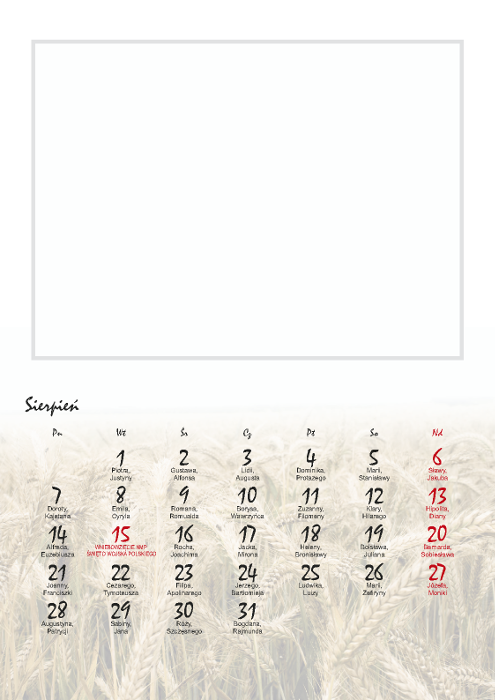 Sierpień
Pn Wt Śr Cz Pt So Nd
1 2 3 4 5 6
Piotra, Gustawa, Lidii, Dominika, Marii, Sławy,
Justyny Alfonsa Augusta Protazego Stanisławy Jakuba
7 8 9 10 11 12 13
Doroty, Emila, Romana, Borysa, Zuzanny, Klary, Hipolita,
Kajetana Cyryla Romualda Wawrzyńca Filomeny Hilarego Diany
14 15 16 17 18 19 20
Alfreda, WNIEBOWZIĘCIE NMP Rocha, Jacka, Heleny, Bolesława, Bernarda,
Euzebiusza ŚWIĘTO WOJSKA POLSKIEGO Joachima Mirona Bronisławy Juliana Sobiesława
21 22 23 24 25 26 27
Joanny, Cezarego, Filipa, Jerzego, Ludwika, Marii, Józefa,
Franciszki Tymoteusza Apolinarego Bartłomieja Luizy Zefiryny Moniki
28 29 30 31
Augustyna, Sabiny, Róży, Bogdana,
Patrycji Jana Szczęsnego Rajmunda